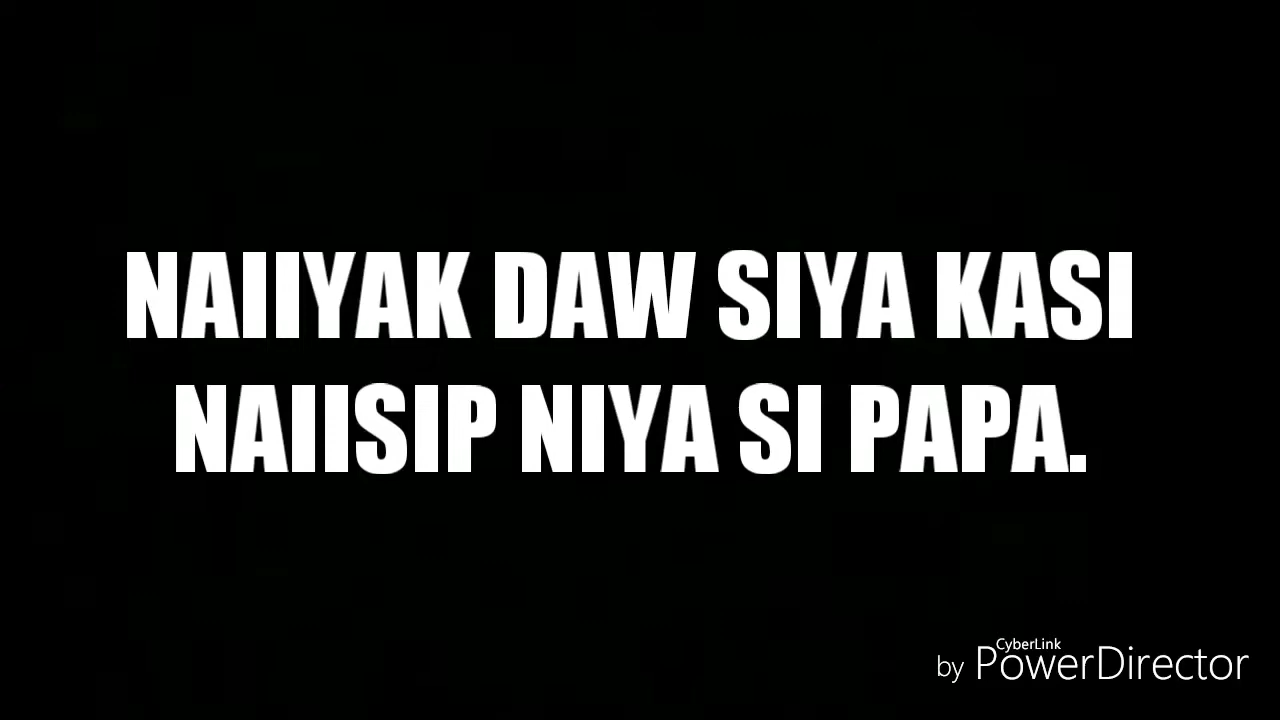 NAIIYAK DAW SIYA KASI
NAIISIP NIYA SI PAPA.
CyberLink
by PowerDirector